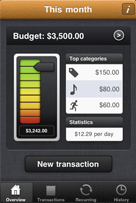 This month
i
Budget: $3,500.00
Top categories
$150.00
$80.00
$60.00
$3,242.00
Statistics
$12.29 per day
New transaction
Overview
Transactions
Recurring
History